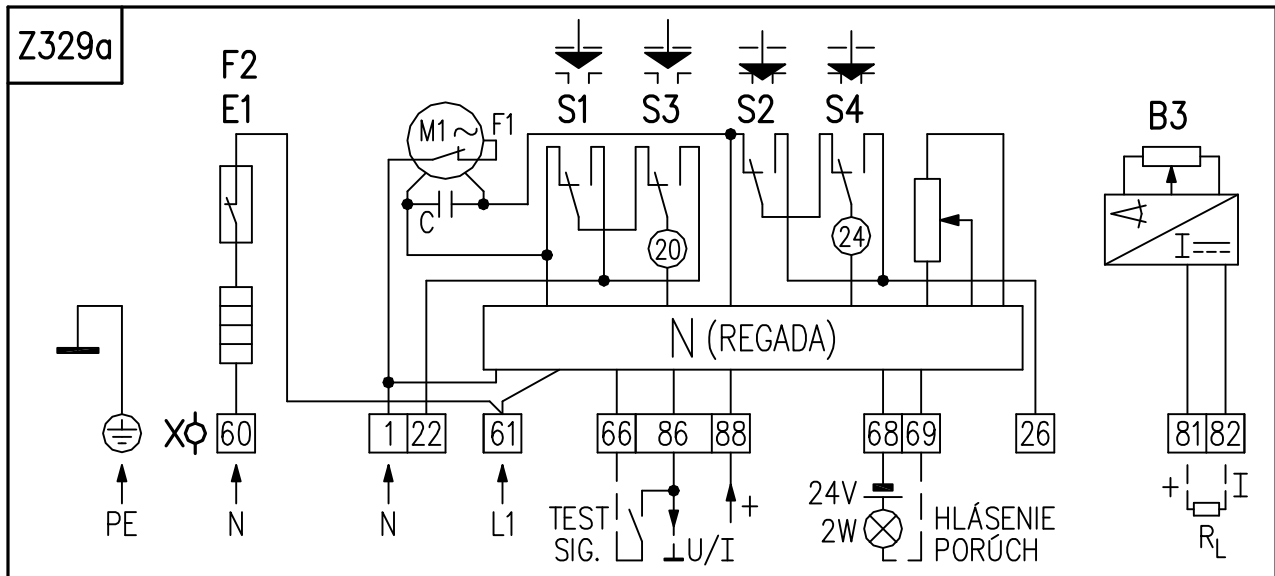 Z329a
F2
E1
S1 S3 S2 S4
B3
M1 F1
C
20
24
I
N (REGADA)
X 60 1 22 61 66 86 88 68 69 26 81 82
PE N N L1
TEST
SIG.
U/I
+
24V
2W
HLÁSENIE
PORÚCH
+ I
RL